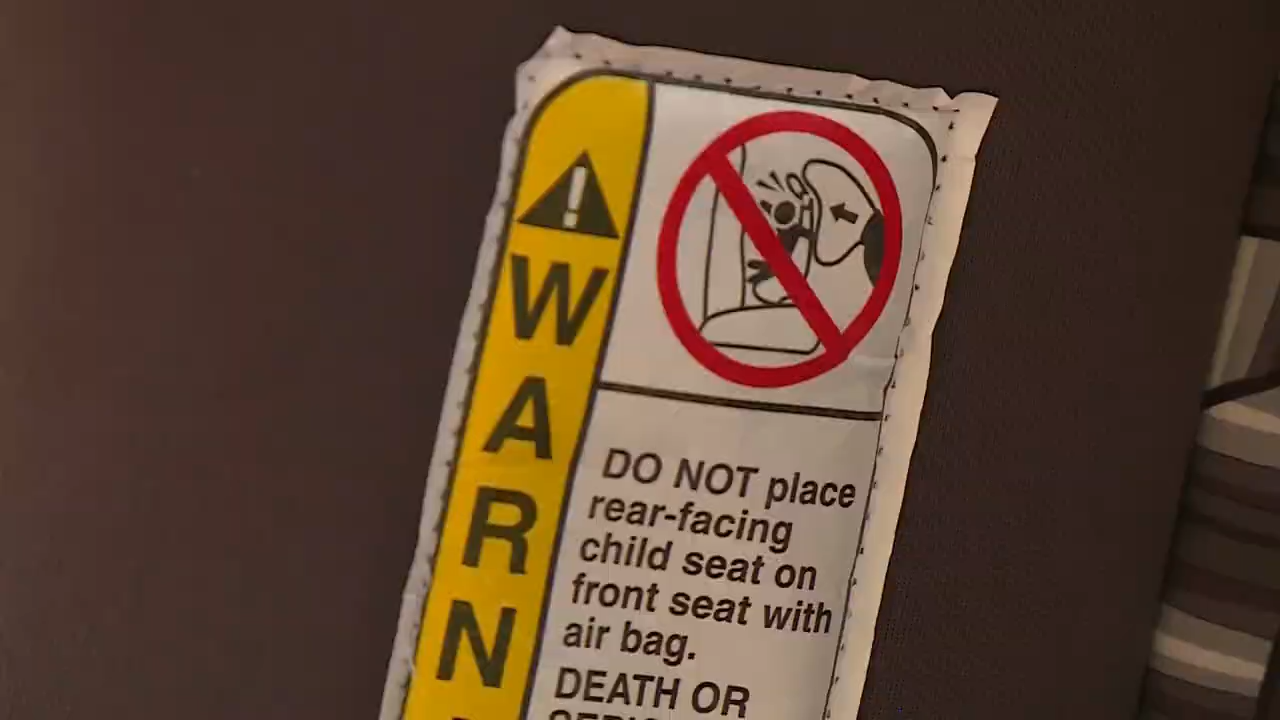 WARN
DO NOT place
rear-facing
child seat on
front seat with
air bag.
DEATH OR